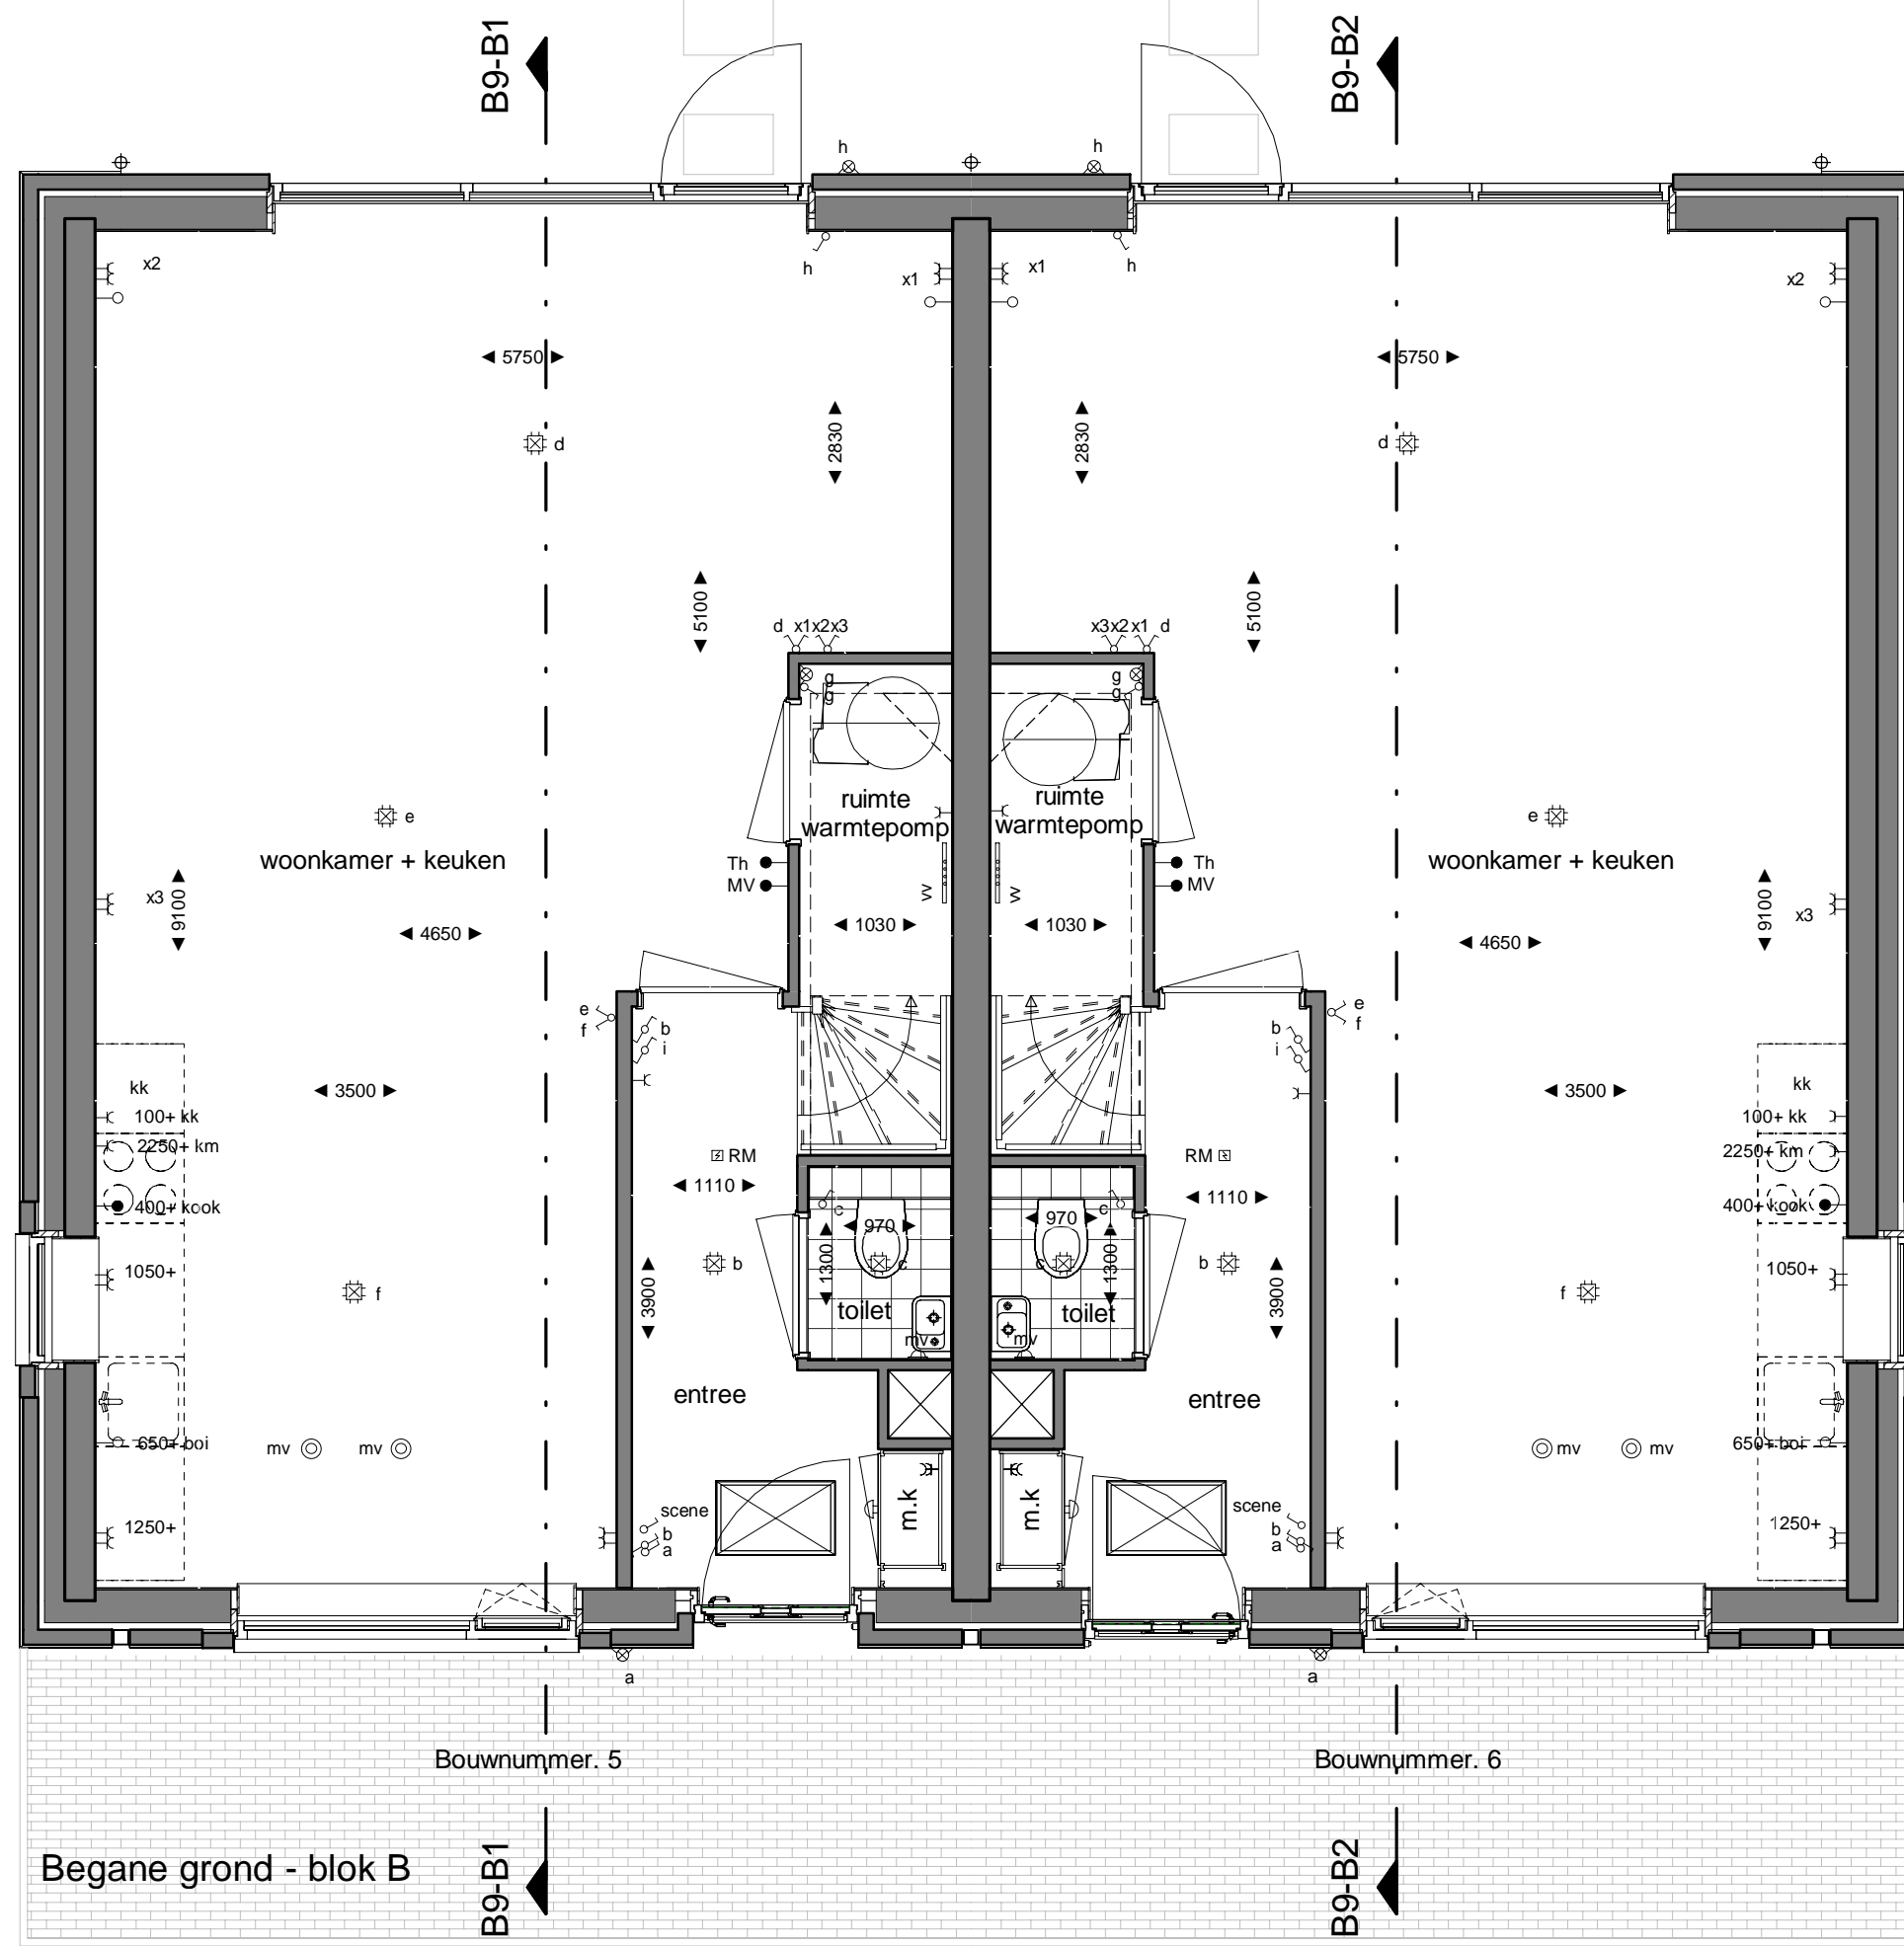 B9-B1
B9-B2
h
h
h
h
x2
x1
x1
x2
5750
5750
2830
2830
d
d
5100
5100
d x1x2x3
x3x2x1 d
g
g
g
g
ruimte
warmtepomp
ruimte
warmtepomp
e
e
woonkamer + keuken
woonkamer + keuken
Th
MV
Th
MV
vv
vv
x3
x3
9100
9100
4650
1030
1030
4650
e
f
b
i
e
f
b
i
kk
3500
3500
kk
100+ kk
100+ kk
2250+ km
2250+ km
RM
RM
1110
1110
400+ kook
400+ kook
c
c
970
970
1300
1300
b
c
c
b
1050+
1050+
3900
3900
f
f
toilet
toilet
mv
mv
entree
entree
650+ boi
mv
mv
mv
mv
650+ boi
m.k
m.k
scene
b
a
scene
b
a
1250+
1250+
a
a
Bouwnummer. 5
Bouwnummer. 6
Begane grond - blok B
B9-B1
B9-B2